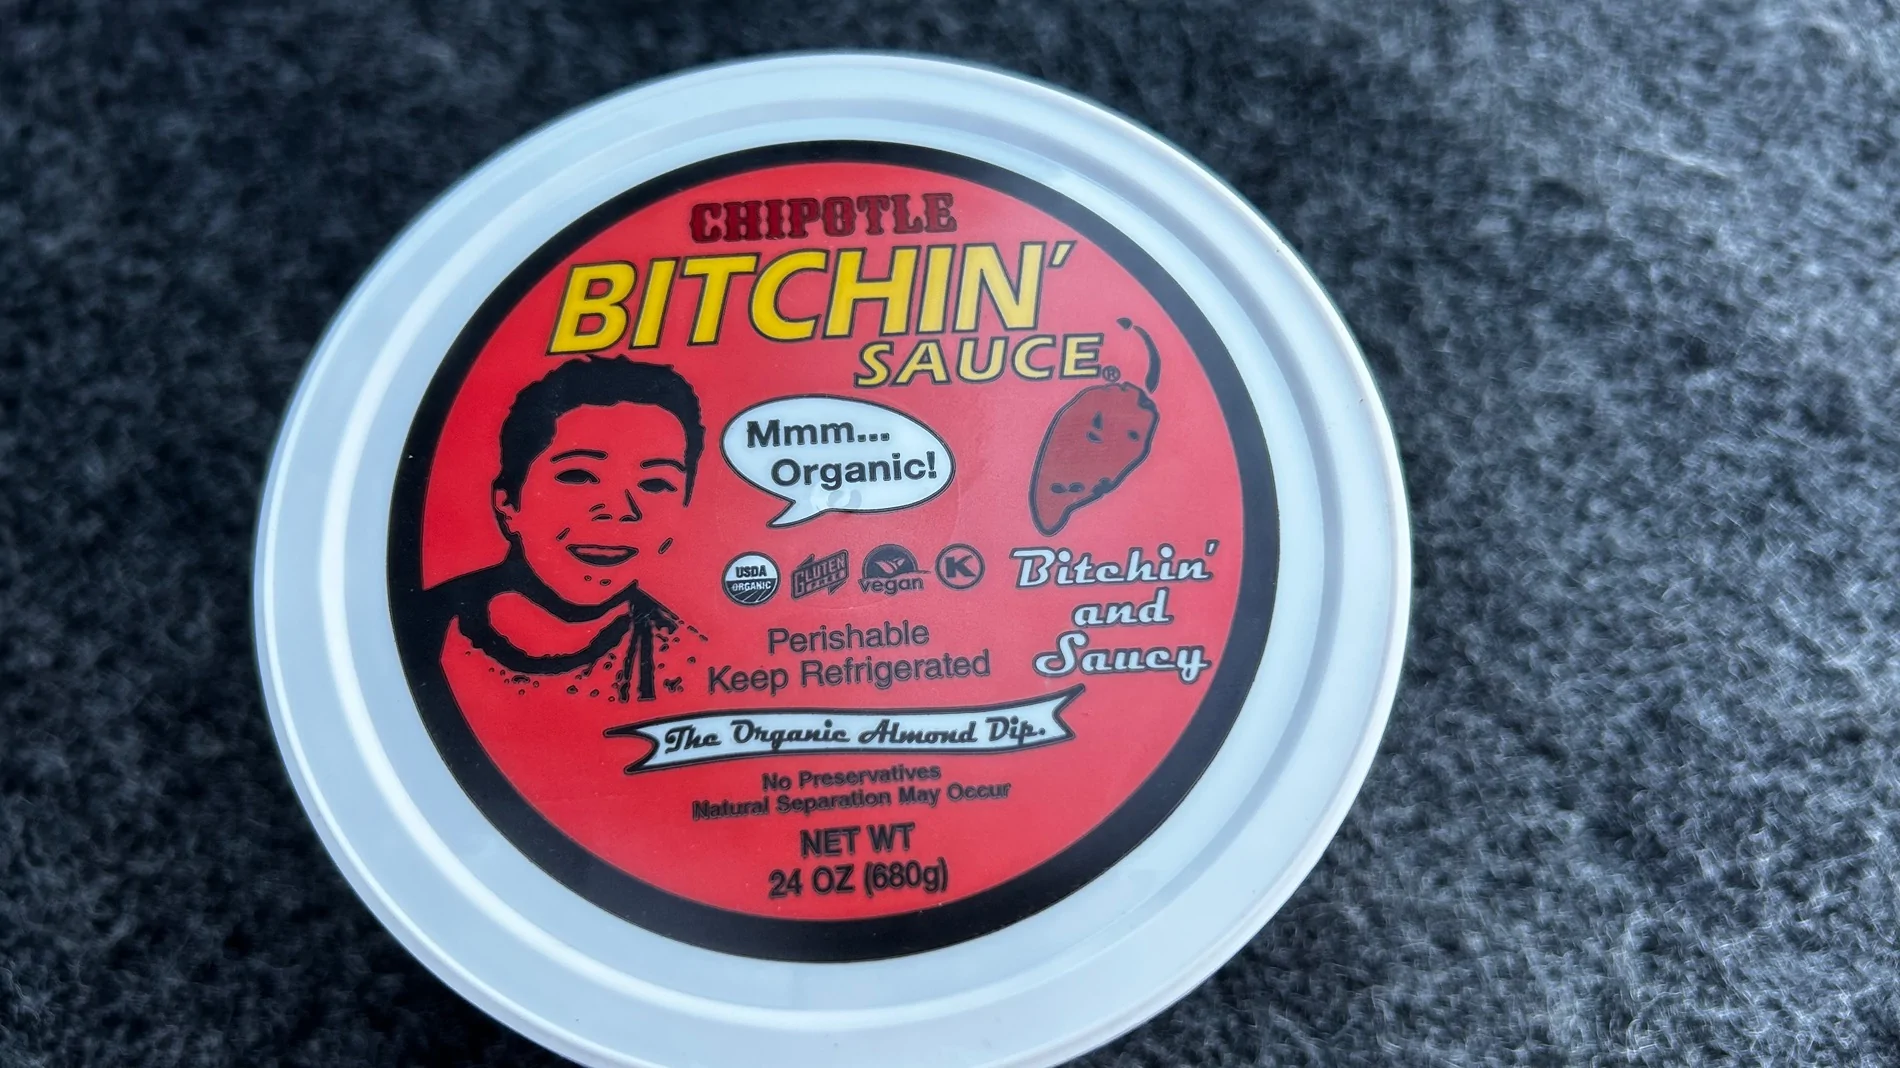 CHIPOTLE
BITCHIN'
SAUCE®
Mmm...
Organic!
USDA
ORGANIC
GLUTEN
FREE
vegan
K
Bitchin'
and
Saucy
Perishable
Keep Refrigerated
The Organic Almond Dip.
No Preservatives
Natural Separation May Occur
NET WT
24 OZ (680g)